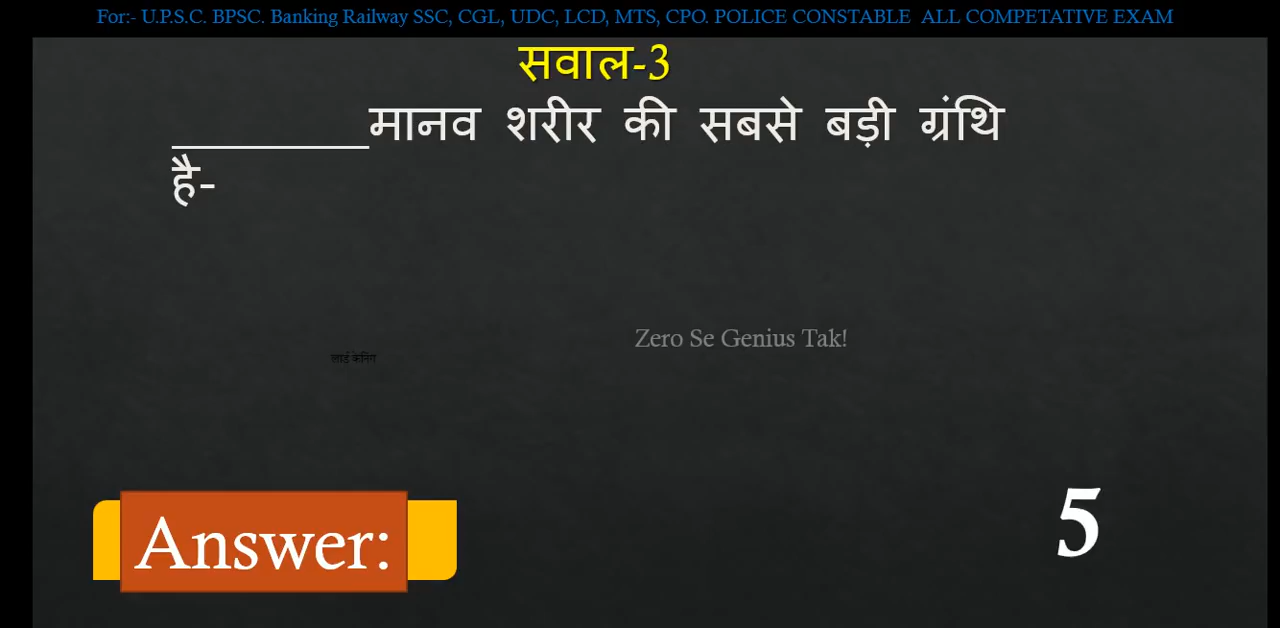 For:- U.P.S.C. BPSC. Banking Railway SSC, CGL, UDC, LCD, MTS, CPO. POLICE CONSTABLE ALL COMPETATIVE EXAM
सवाल-3
________मानव शरीर की सबसे बड़ी ग्रंथि
है-
Zero Se Genius Tak!
Answer:
5